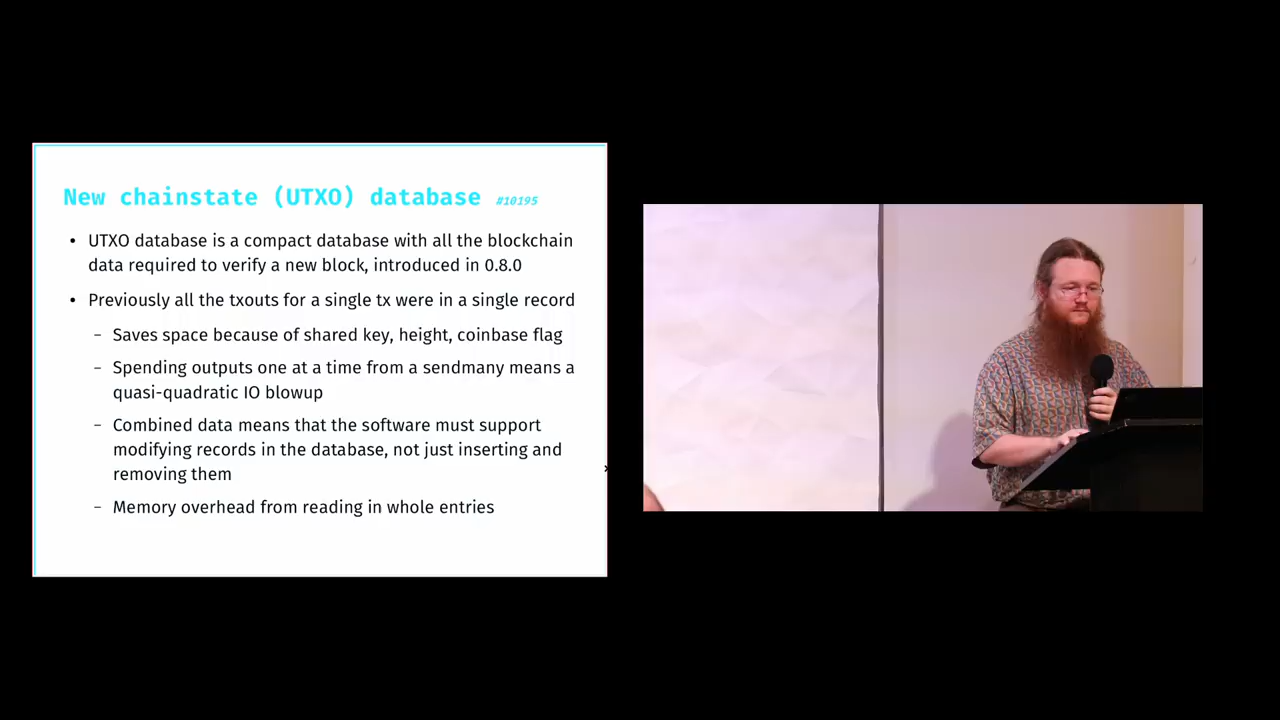 New chainstate (UTXO) database #10195
• UTXO database is a compact database with all the blockchain
data required to verify a new block, introduced in 0.8.0
• Previously all the txouts for a single tx were in a single record
– Saves space because of shared key, height, coinbase flag
– Spending outputs one at a time from a sendmany means a
quasi-quadratic IO blowup
– Combined data means that the software must support
modifying records in the database, not just inserting and
removing them
– Memory overhead from reading in whole entries